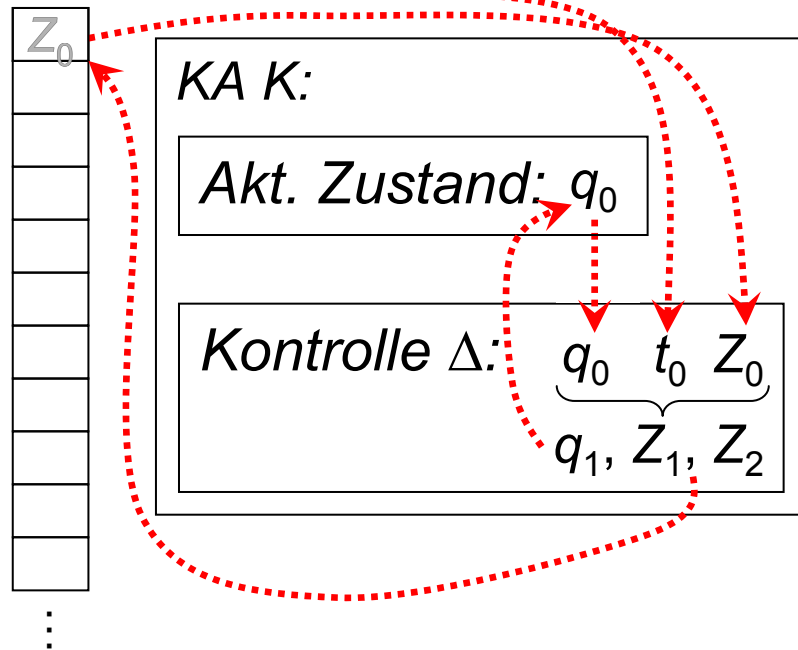 Z₀
KA K:
Akt. Zustand: q₀
Kontrolle Δ: q₀ t₀ Z₀
q₁, Z₁, Z₂
⋮